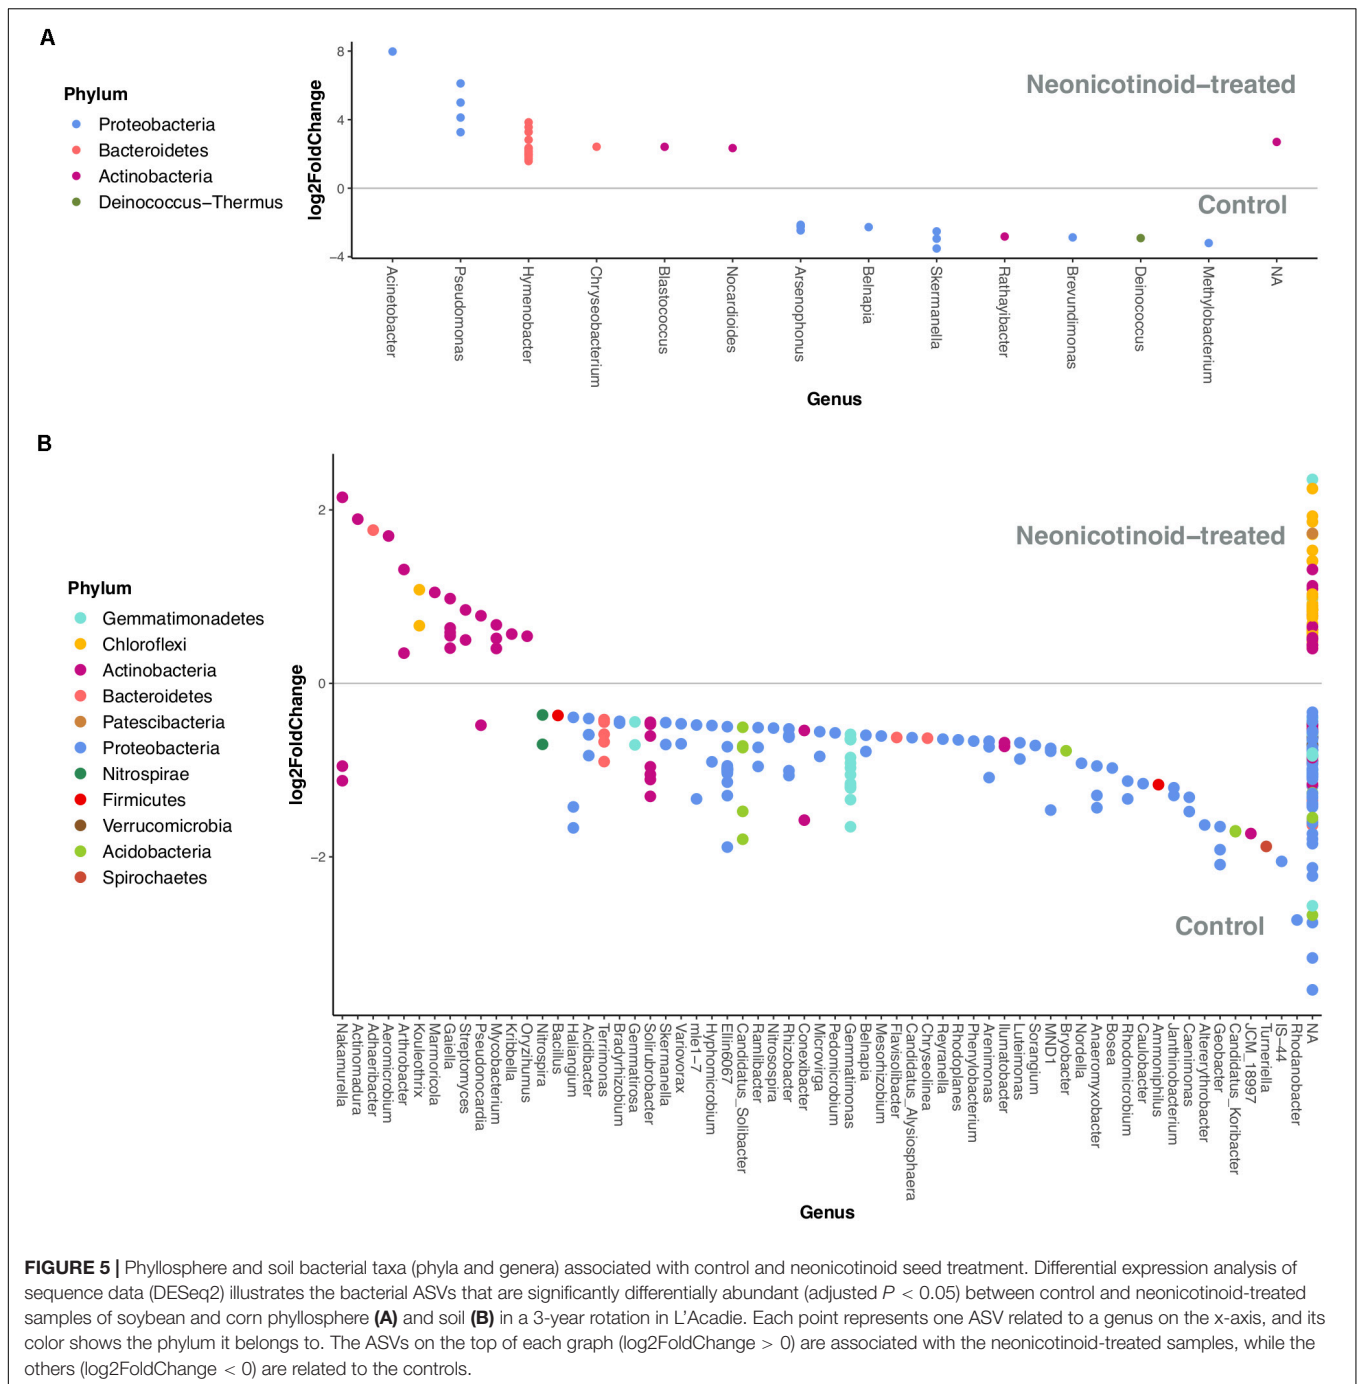 A
Phylum
Proteobacteria
Bacteroidetes
Actinobacteria
Deinococcus−Thermus
log2FoldChange
8
4
0
−4
Neonicotinoid−treated
Control
Acinetobacter
Pseudomonas
Hymenobacter
Chryseobacterium
Blastococcus
Nocardioides
Arsenophonus
Belnapia
Skermanella
Rathayibacter
Brevundimonas
Deinococcus
Methylobacterium
NA
Genus
B
Phylum
Gemmatimonadetes
Chloroflexi
Actinobacteria
Bacteroidetes
Patescibacteria
Proteobacteria
Nitrospirae
Firmicutes
Verrucomicrobia
Acidobacteria
Spirochaetes
log2FoldChange
2
0
−2
Neonicotinoid−treated
Control
Nakamurella
Actinomadura
Adhaeribacter
Aeromicrobium
Arthrobacter
Kouleothrix
Marmoricola
Gaiella
Streptomyces
Pseudonocardia
Mycobacterium
Kribbella
Oryzihumus
Nitrospira
Bacillus
Haliangium
Acidibacter
Terrimonas
Bradyrhizobium
Gemmatirosa
Solirubrobacter
Skermanella
Variovorax
mle1−7
Hyphomicrobium
Ellin6067
Candidatus_Solibacter
Ramlibacter
Nitrosospira
Rhizobacter
Conexibacter
Microvirga
Pedomicrobium
Gemmatimonas
Belnapia
Mesorhizobium
Flavisolibacter
Candidatus_Alysiosphaera
Chryseolinea
Reyranella
Rhodoplanes
Phenylobacterium
Arenimonas
Ilumatobacter
Luteimonas
Sorangium
MND1
Bryobacter
Nordella
Anaeromyxobacter
Bosea
Rhodomicrobium
Caulobacter
Ammoniphilus
Janthinobacterium
Caenimonas
Altererythrobacter
Geobacter
Candidatus_Koribacter
JCM_18997
Turneriella
IS−44
Rhodanobacter
NA
Genus
FIGURE 5 | Phyllosphere and soil bacterial taxa (phyla and genera) associated with control and neonicotinoid seed treatment. Differential expression analysis of
sequence data (DESeq2) illustrates the bacterial ASVs that are significantly differentially abundant (adjusted P < 0.05) between control and neonicotinoid-treated
samples of soybean and corn phyllosphere (A) and soil (B) in a 3-year rotation in L'Acadie. Each point represents one ASV related to a genus on the x-axis, and its
color shows the phylum it belongs to. The ASVs on the top of each graph (log2FoldChange > 0) are associated with the neonicotinoid-treated samples, while the
others (log2FoldChange < 0) are related to the controls.